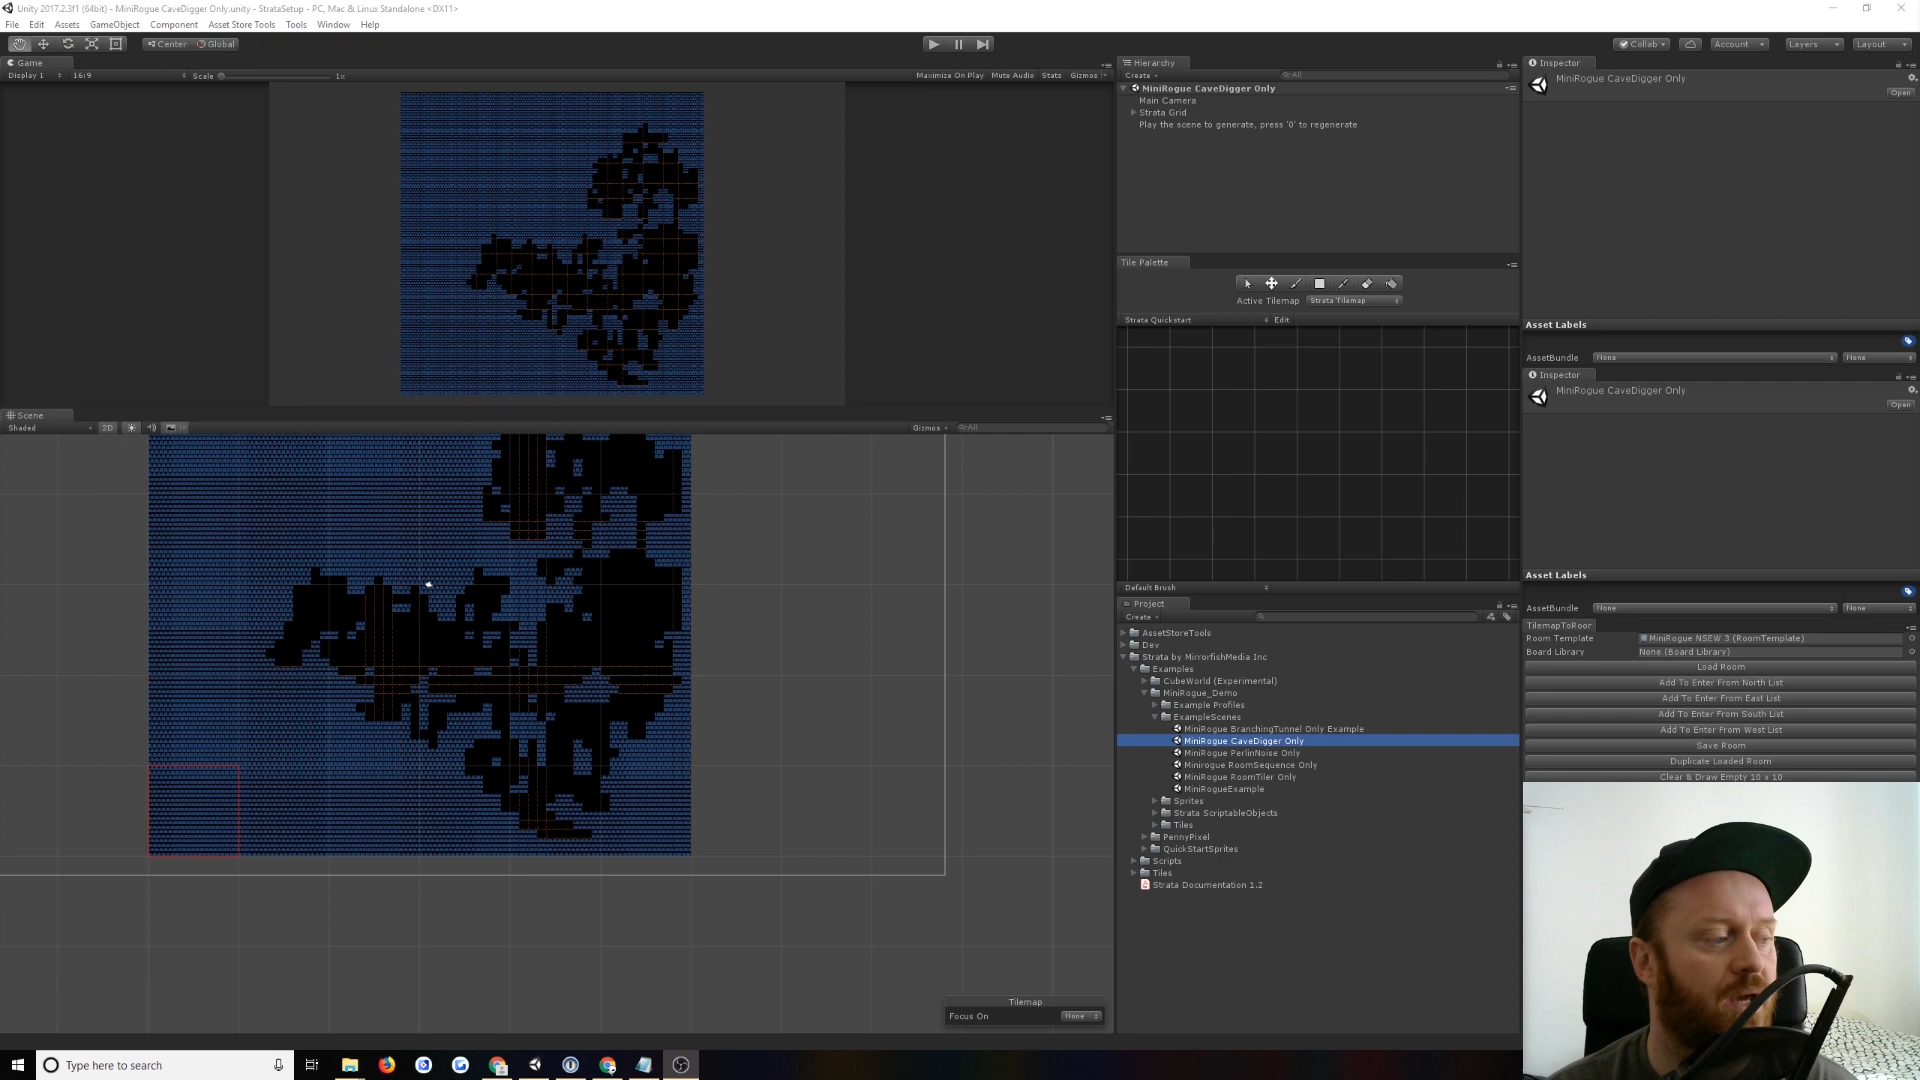 Unity 2017.2.3f1 (64bit) - MiniRogue CaveDigger Only.unity - StrataSetup - PC, Mac & Linux Standalone <DX11>
File Edit Assets GameObject Component Asset Store Tools Tools Window Help
Center Global
Collab Account Layers Layout
Game
Display 1 16:9 Scale 1x Maximize On Play Mute Audio Stats Gizmos
Scene
Shaded 2D Gizmos All
Tilemap
Focus On None
Hierarchy
Create All
MiniRogue CaveDigger Only
Main Camera
Strata Grid
Play the scene to generate, press '0' to regenerate
Tile Palette
Active Tilemap Strata Tilemap
Strata Quickstart Edit
Default Brush
Project
Create
AssetStoreTools
Dev
Strata by MirrorfishMedia Inc
Examples
CubeWorld (Experimental)
MiniRogue_Demo
Example Profiles
ExampleScenes
MiniRogue BranchingTunnel Only Example
MiniRogue CaveDigger Only
MiniRogue PerlinNoise Only
Minirogue RoomSequence Only
MiniRogue RoomTiler Only
MiniRogueExample
Sprites
Strata ScriptableObjects
Tiles
PennyPixel
QuickStartSprites
Scripts
Tiles
Strata Documentation 1.2
Inspector
MiniRogue CaveDigger Only
Open
Asset Labels
AssetBundle None None
Inspector
MiniRogue CaveDigger Only
Open
Asset Labels
AssetBundle None None
TilemapToRoor
Room Template MiniRogue NSEW 3 (RoomTemplate)
Board Library None (Board Library)
Load Room
Add To Enter From North List
Add To Enter From East List
Add To Enter From South List
Add To Enter From West List
Save Room
Duplicate Loaded Room
Clear & Draw Empty 10 x 10
Type here to search